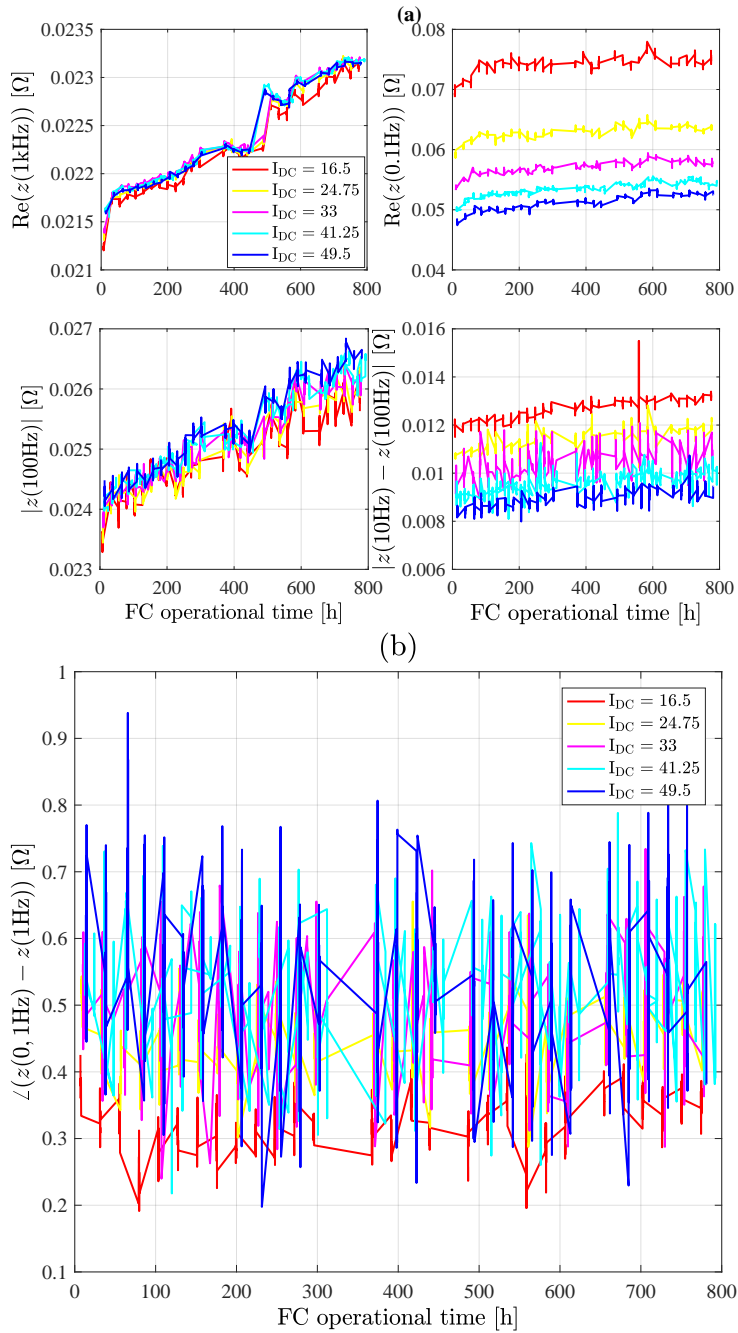 (a)
0.0235
0.023
0.0225
0.022
0.0215
0.021
Re(z(1kHz)) [Ω]
0 200 400 600 800
I_DC = 16.5
I_DC = 24.75
I_DC = 33
I_DC = 41.25
I_DC = 49.5
0.08
0.07
0.06
0.05
0.04
Re(z(0.1Hz)) [Ω]
0 200 400 600 800
0.027
0.026
0.025
0.024
0.023
|z(100Hz)| [Ω]
0 200 400 600 800
FC operational time [h]
0.016
0.014
0.012
0.01
0.008
0.006
|z(10Hz) − z(100Hz)| [Ω]
0 200 400 600 800
FC operational time [h]
(b)
1
0.9
0.8
0.7
0.6
0.5
0.4
0.3
0.2
0.1
∠(z(0, 1Hz) − z(1Hz)) [Ω]
I_DC = 16.5
I_DC = 24.75
I_DC = 33
I_DC = 41.25
I_DC = 49.5
0 100 200 300 400 500 600 700 800
FC operational time [h]